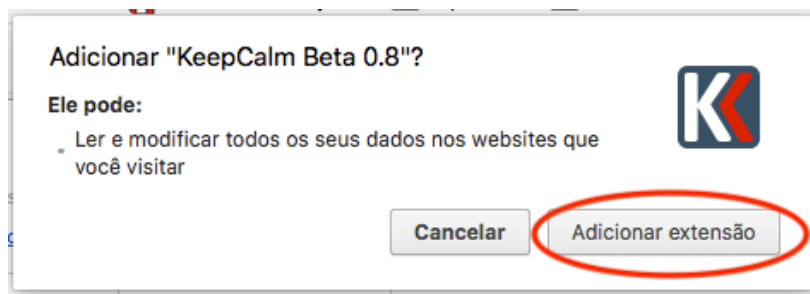 Adicionar "KeepCalm Beta 0.8"?
Ele pode:
Ler e modificar todos os seus dados nos websites que
você visitar
Cancelar
Adicionar extensão